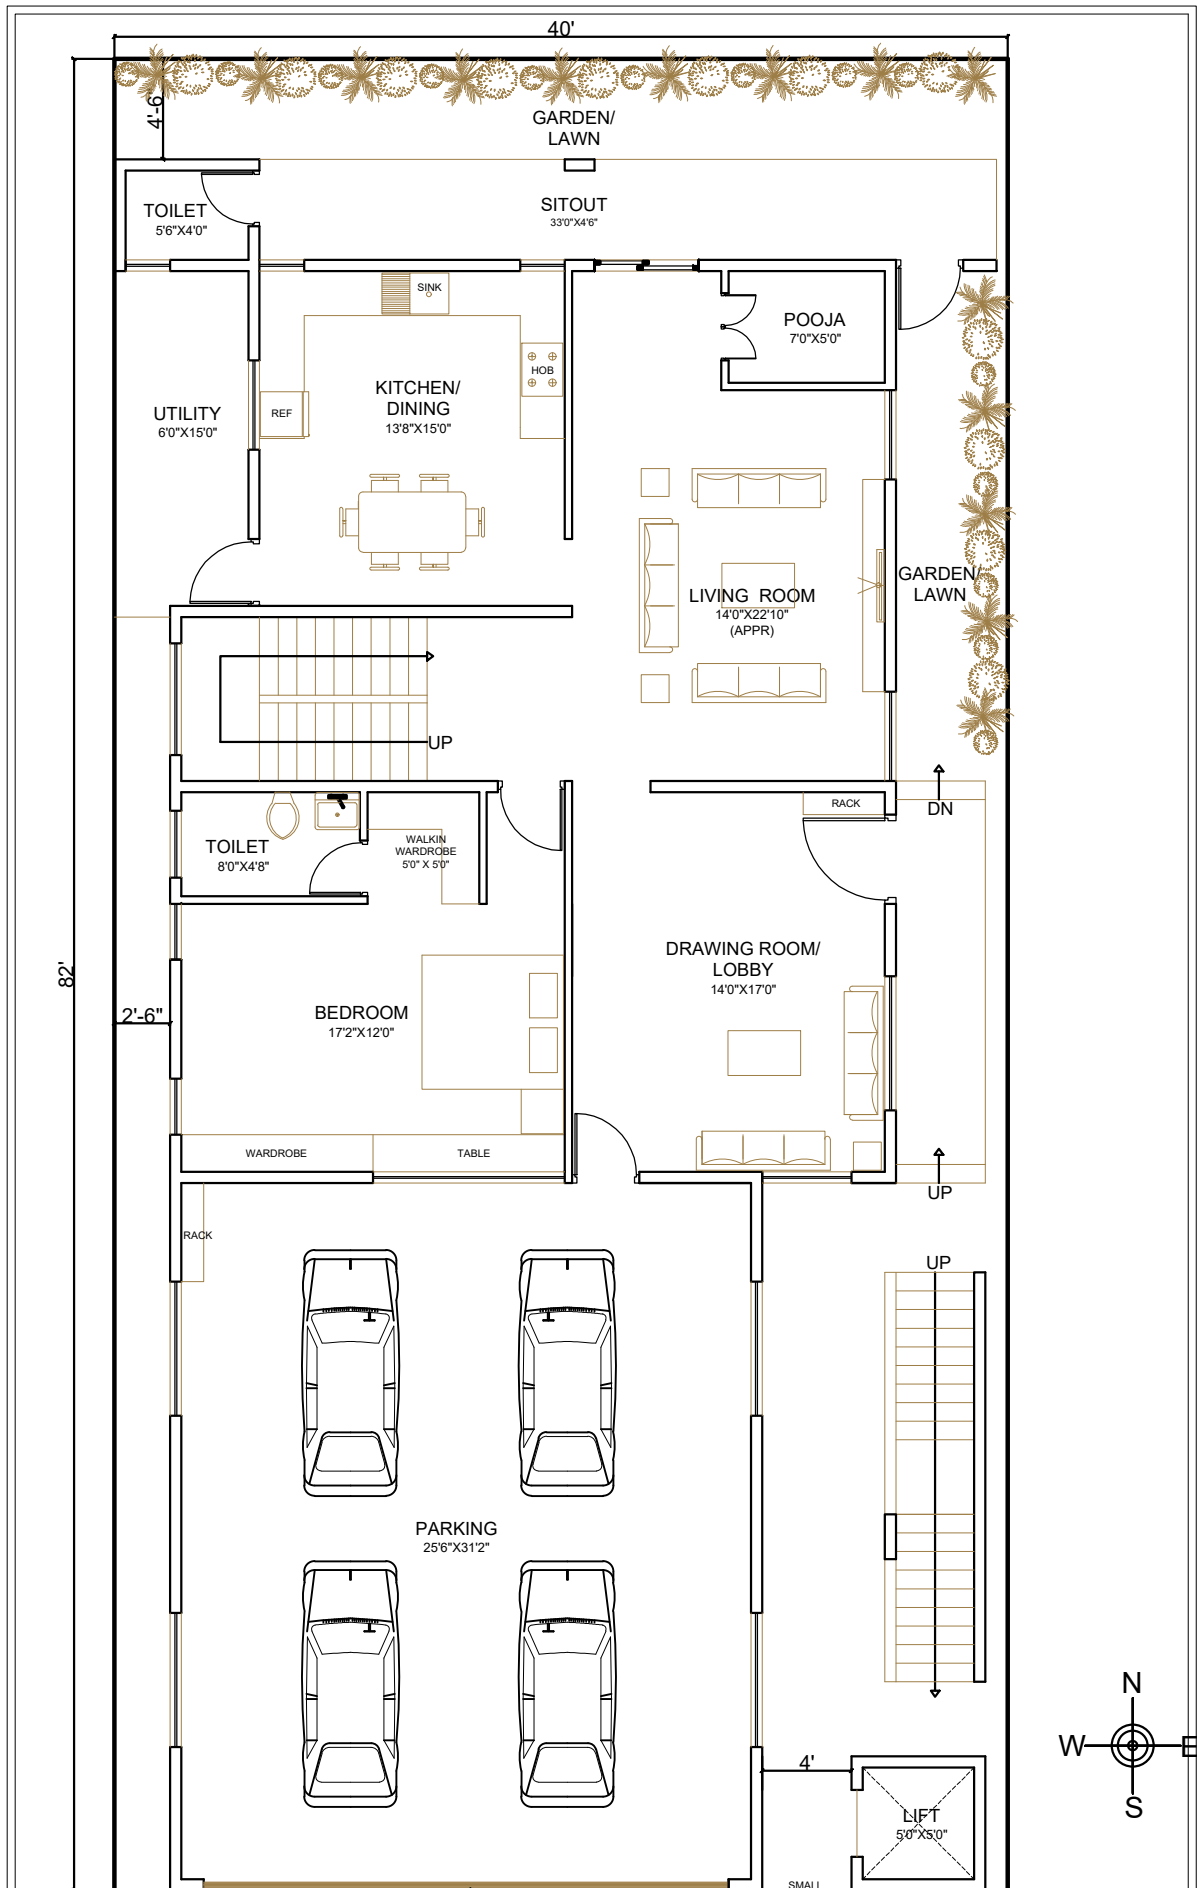 40'
4'-6"
GARDEN/
LAWN
TOILET
5'6"X4'0"
SITOUT
33'0"X4'6"
SINK
POOJA
7'0"X5'0"
HOB
KITCHEN/
DINING
13'8"X15'0"
REF
UTILITY
6'0"X15'0"
GARDEN/
LAWN
LIVING ROOM
14'0"X22'10"
(APPR)
UP
RACK
DN
TOILET
8'0"X4'8"
WALKIN
WARDROBE
5'0" X 5'0"
DRAWING ROOM/
LOBBY
14'0"X17'0"
82'
2'-6"
BEDROOM
17'2"X12'0"
WARDROBE
TABLE
UP
RACK
UP
PARKING
25'6"X31'2"
N
W
E
S
4'
LIFT
5'0"X5'0"
SMALL